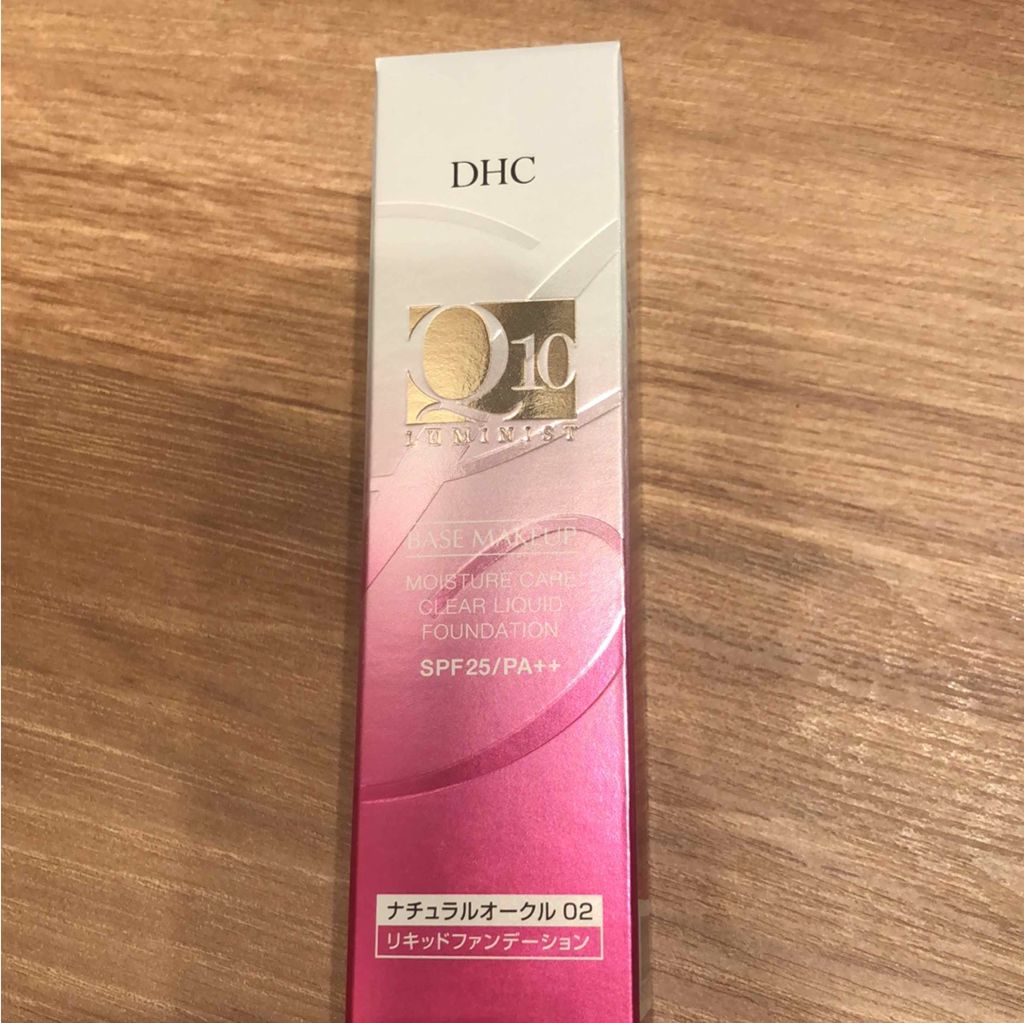 DHC
Q10
LUMINIST
BASE MAKEUP
MOISTURE CARE
CLEAR LIQUID
FOUNDATION
SPF25/PA++
ナチュラルオークル 02
リキッドファンデーション